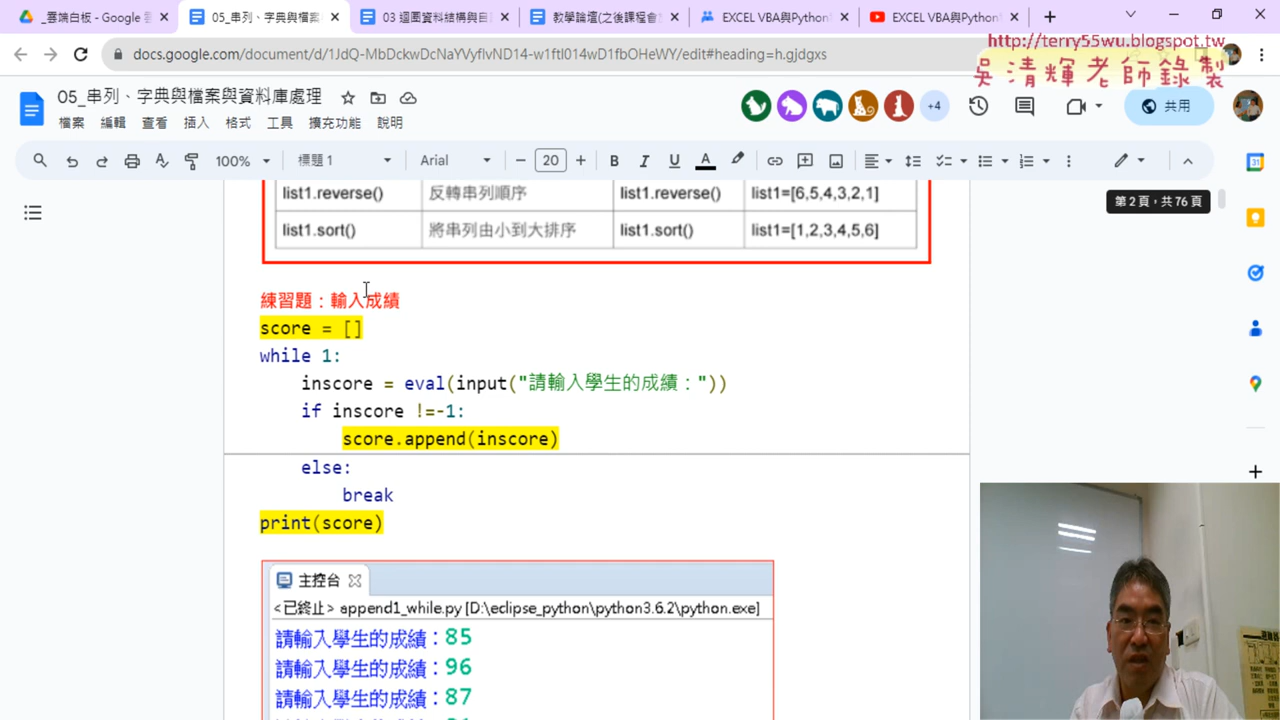 _雲端白板 - Google 雲
05_串列、字典與檔案
03 迴圈資料結構與
教學論壇(之後課程會
EXCEL VBA與Python
EXCEL VBA與Python
docs.google.com/document/d/1JdQ-MbDckwDcNaYVyflvND14-w1ftI014wD1fbOHeWY/edit#heading=h.gjdgxs
http://terry55wu.blogspot.tw
吳清輝老師錄製
05_串列、字典與檔案與資料庫處理
+4
共用
檔案 編輯 查看 插入 格式 工具 擴充功能 說明
100% 標題 1 Arial 20 B I U A
第 2 頁，共 76 頁
list1.reverse() 反轉串列順序 list1.reverse() list1=[6,5,4,3,2,1]
list1.sort() 將串列由小到大排序 list1.sort() list1=[1,2,3,4,5,6]
練習題：輸入成績
score = []
while 1:
inscore = eval(input("請輸入學生的成績："))
if inscore !=-1:
score.append(inscore)
else:
break
print(score)
主控台
<已終止> append1_while.py [D:\eclipse_python\python3.6.2\python.exe]
請輸入學生的成績：85
請輸入學生的成績：96
請輸入學生的成績：87